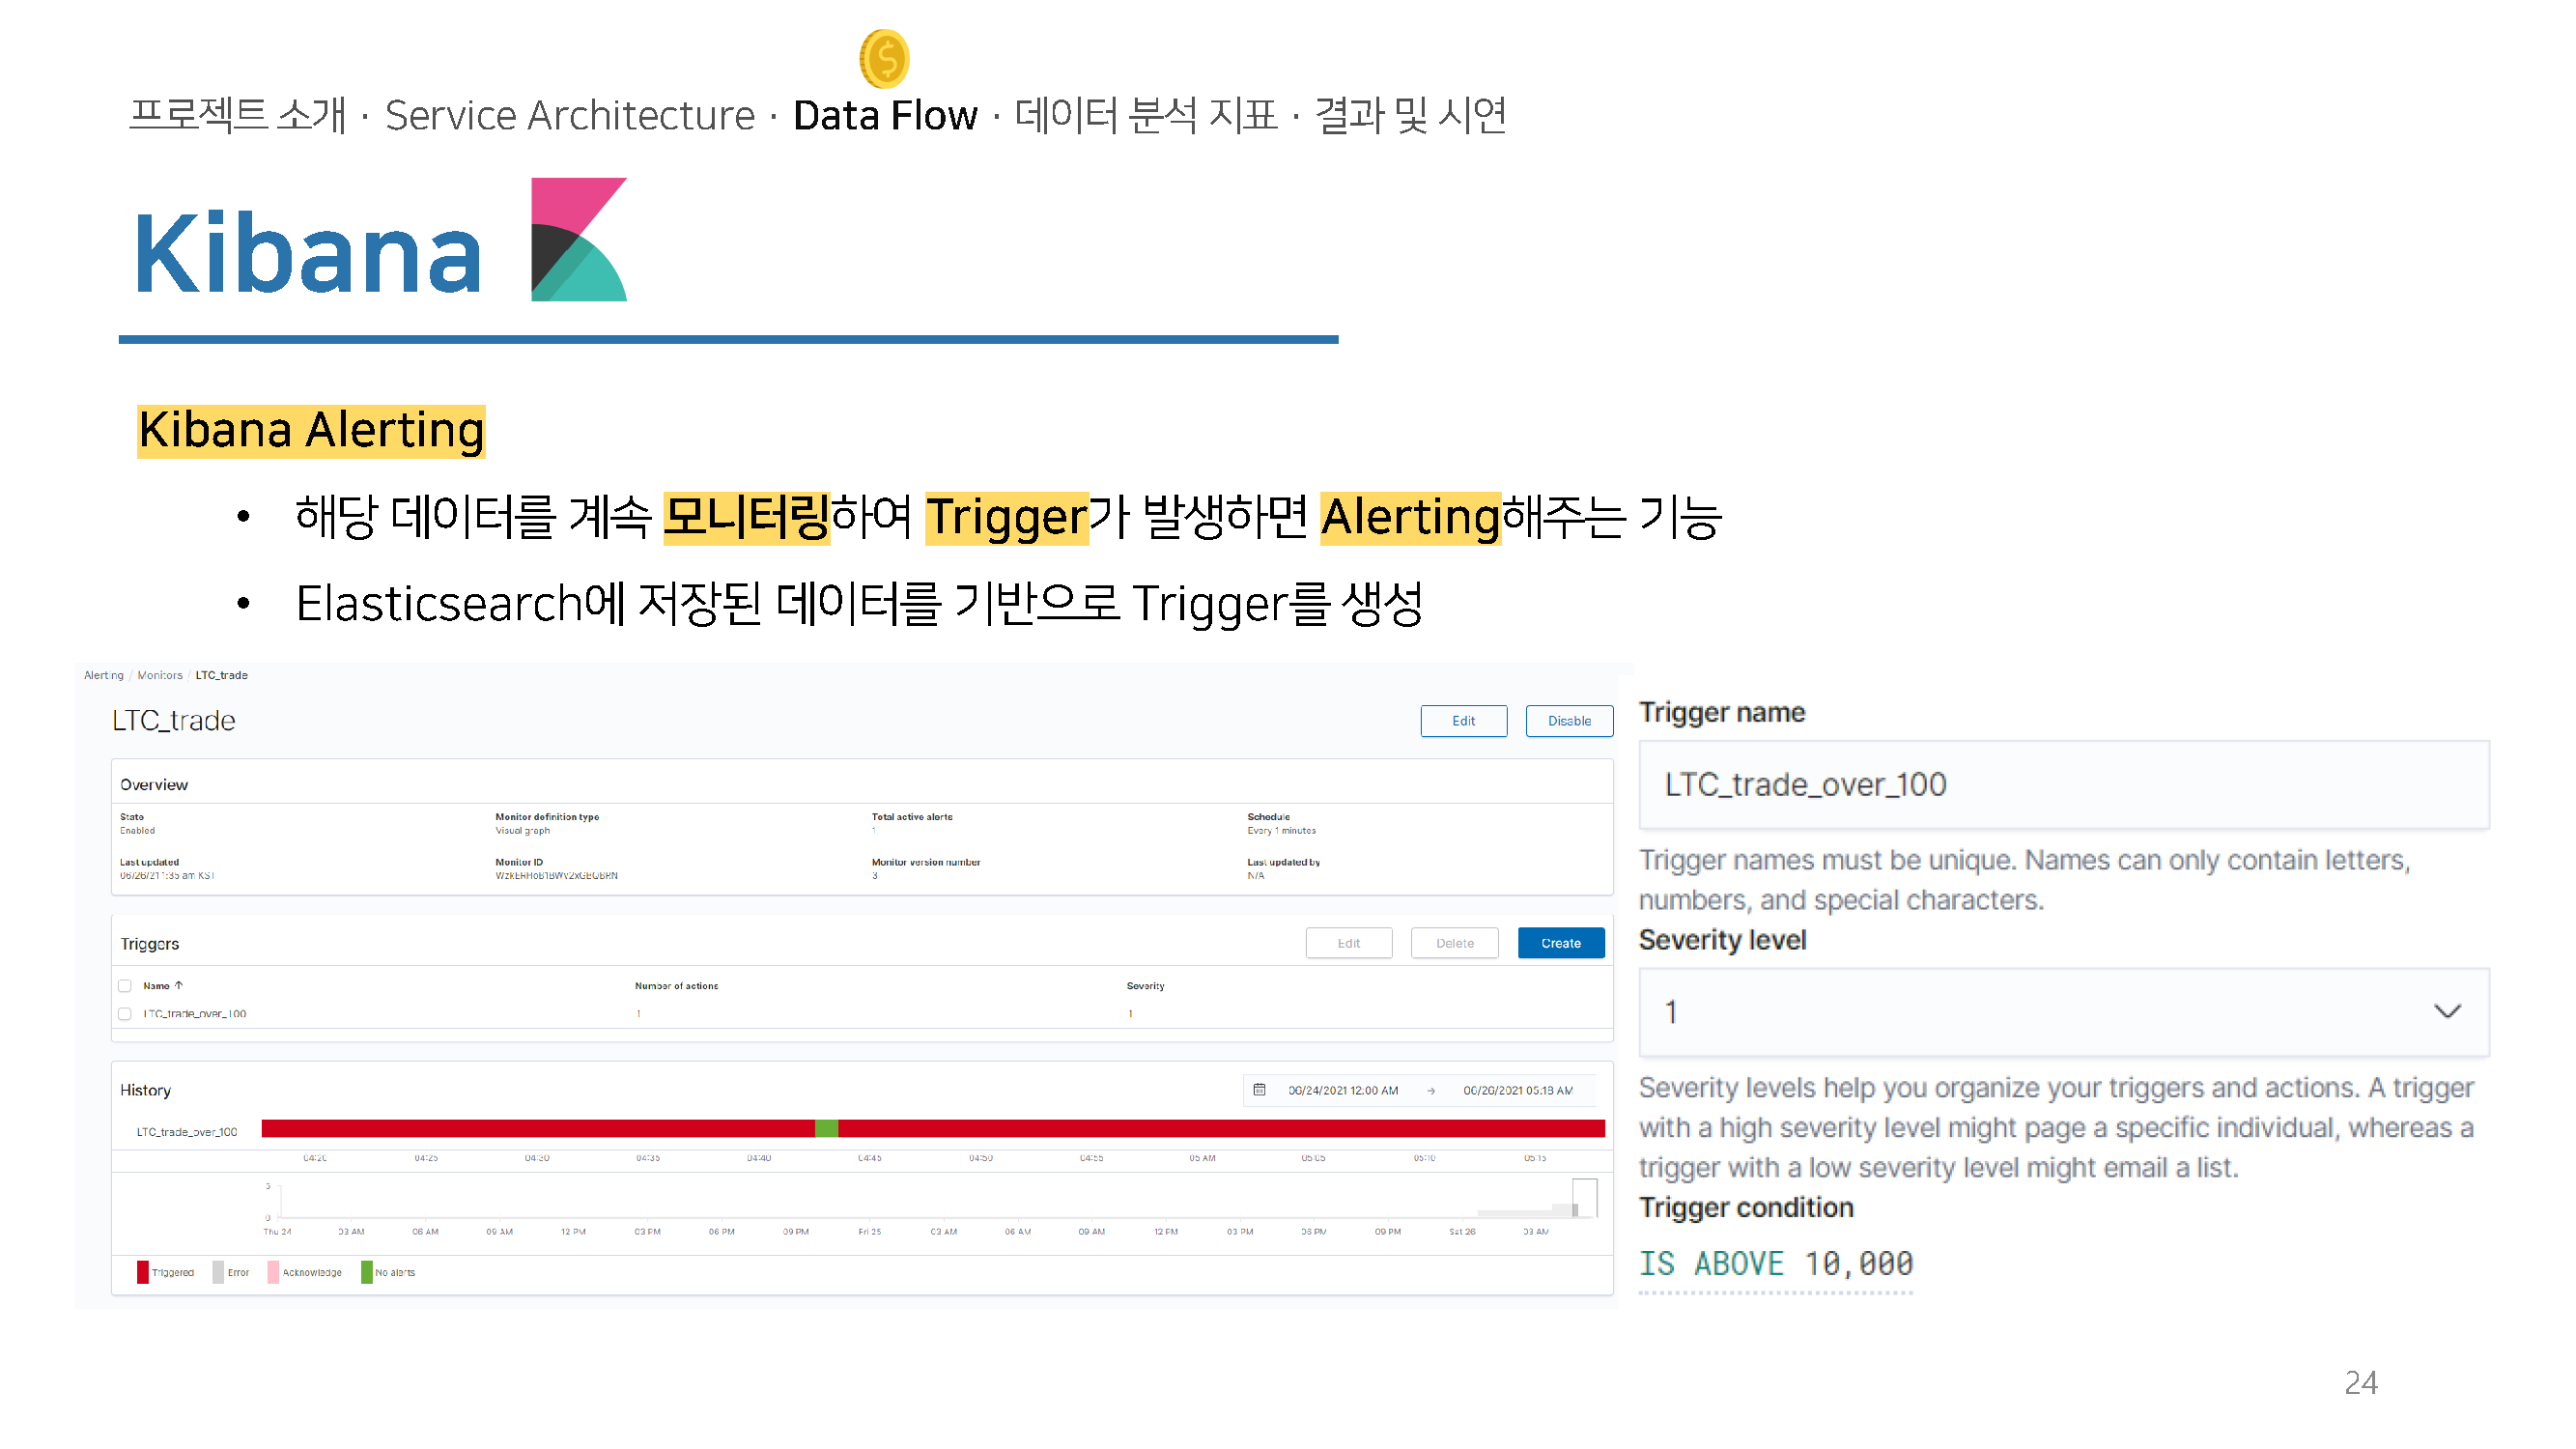 프로젝트 소개 · Service Architecture · Data Flow · 데이터 분석 지표 · 결과 및 시연
Kibana
Kibana Alerting
• 해당 데이터를 계속 모니터링하여 Trigger가 발생하면 Alerting해주는 기능
• Elasticsearch에 저장된 데이터를 기반으로 Trigger를 생성
Alerting / Monitors / LTC_trade
LTC_trade
Edit Disable
Overview
State Monitor definition type Total active alerts Schedule
Enabled Visual graph 1 Every 1 minutes
Last updated Monitor ID Monitor version number Last updated by
06/26/21 1:35 am KST 3 N/A
Triggers
Edit Delete Create
Name ↑ Number of actions Severity
LTC_trade_over_100 1 1
History
06/24/2021 12:00 AM → 06/26/2021 05:18 AM
LTC_trade_over_100
04:20 04:25 04:30 04:35 04:40 04:45 04:50 04:55 05 AM 05:05 05:10 05:15
5
0
Thu 24 03 AM 06 AM 09 AM 12 PM 03 PM 06 PM 09 PM Fri 25 03 AM 06 AM 09 AM 12 PM 03 PM 06 PM 09 PM Sat 26 03 AM
Triggered Error Acknowledge No alerts
Trigger name
LTC_trade_over_100
Trigger names must be unique. Names can only contain letters,
numbers, and special characters.
Severity level
1
Severity levels help you organize your triggers and actions. A trigger
with a high severity level might page a specific individual, whereas a
trigger with a low severity level might email a list.
Trigger condition
IS ABOVE 10,000
24